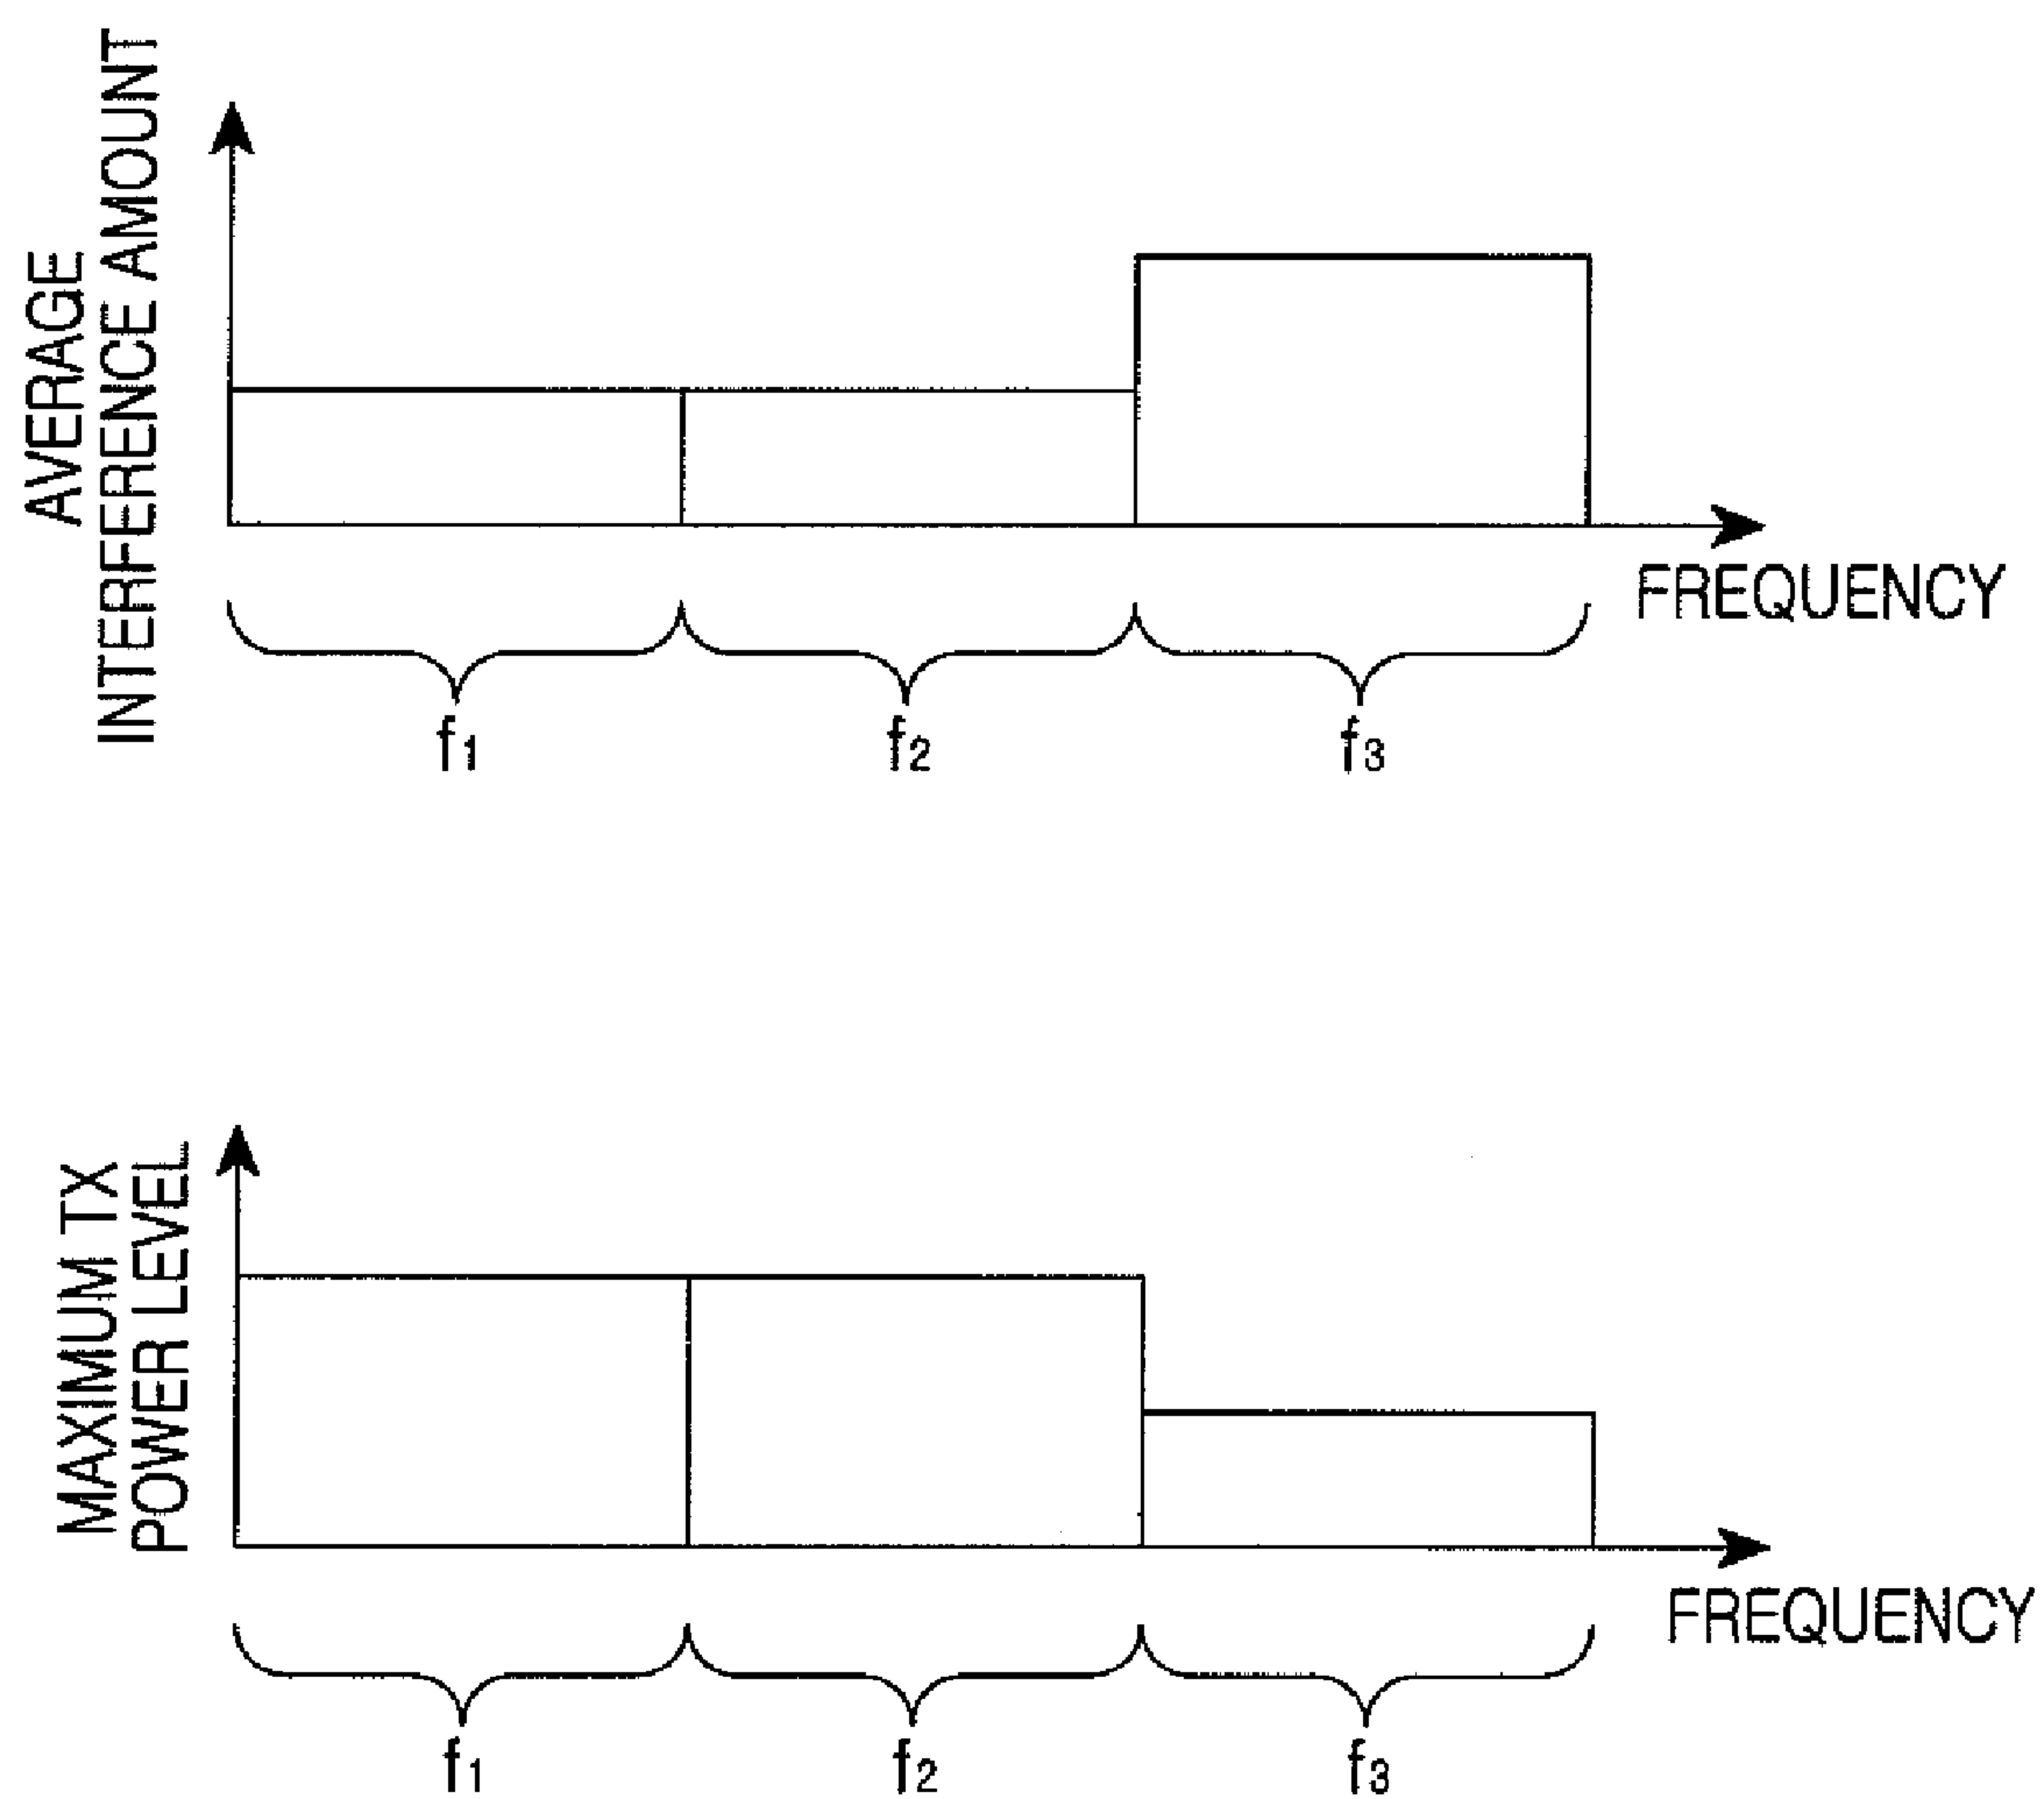 AVERAGE
INTERFERENCE AMOUNT
FREQUENCY
f1
f2
f3
MAXIMUM TX
POWER LEVEL
FREQUENCY
f1
f2
f3